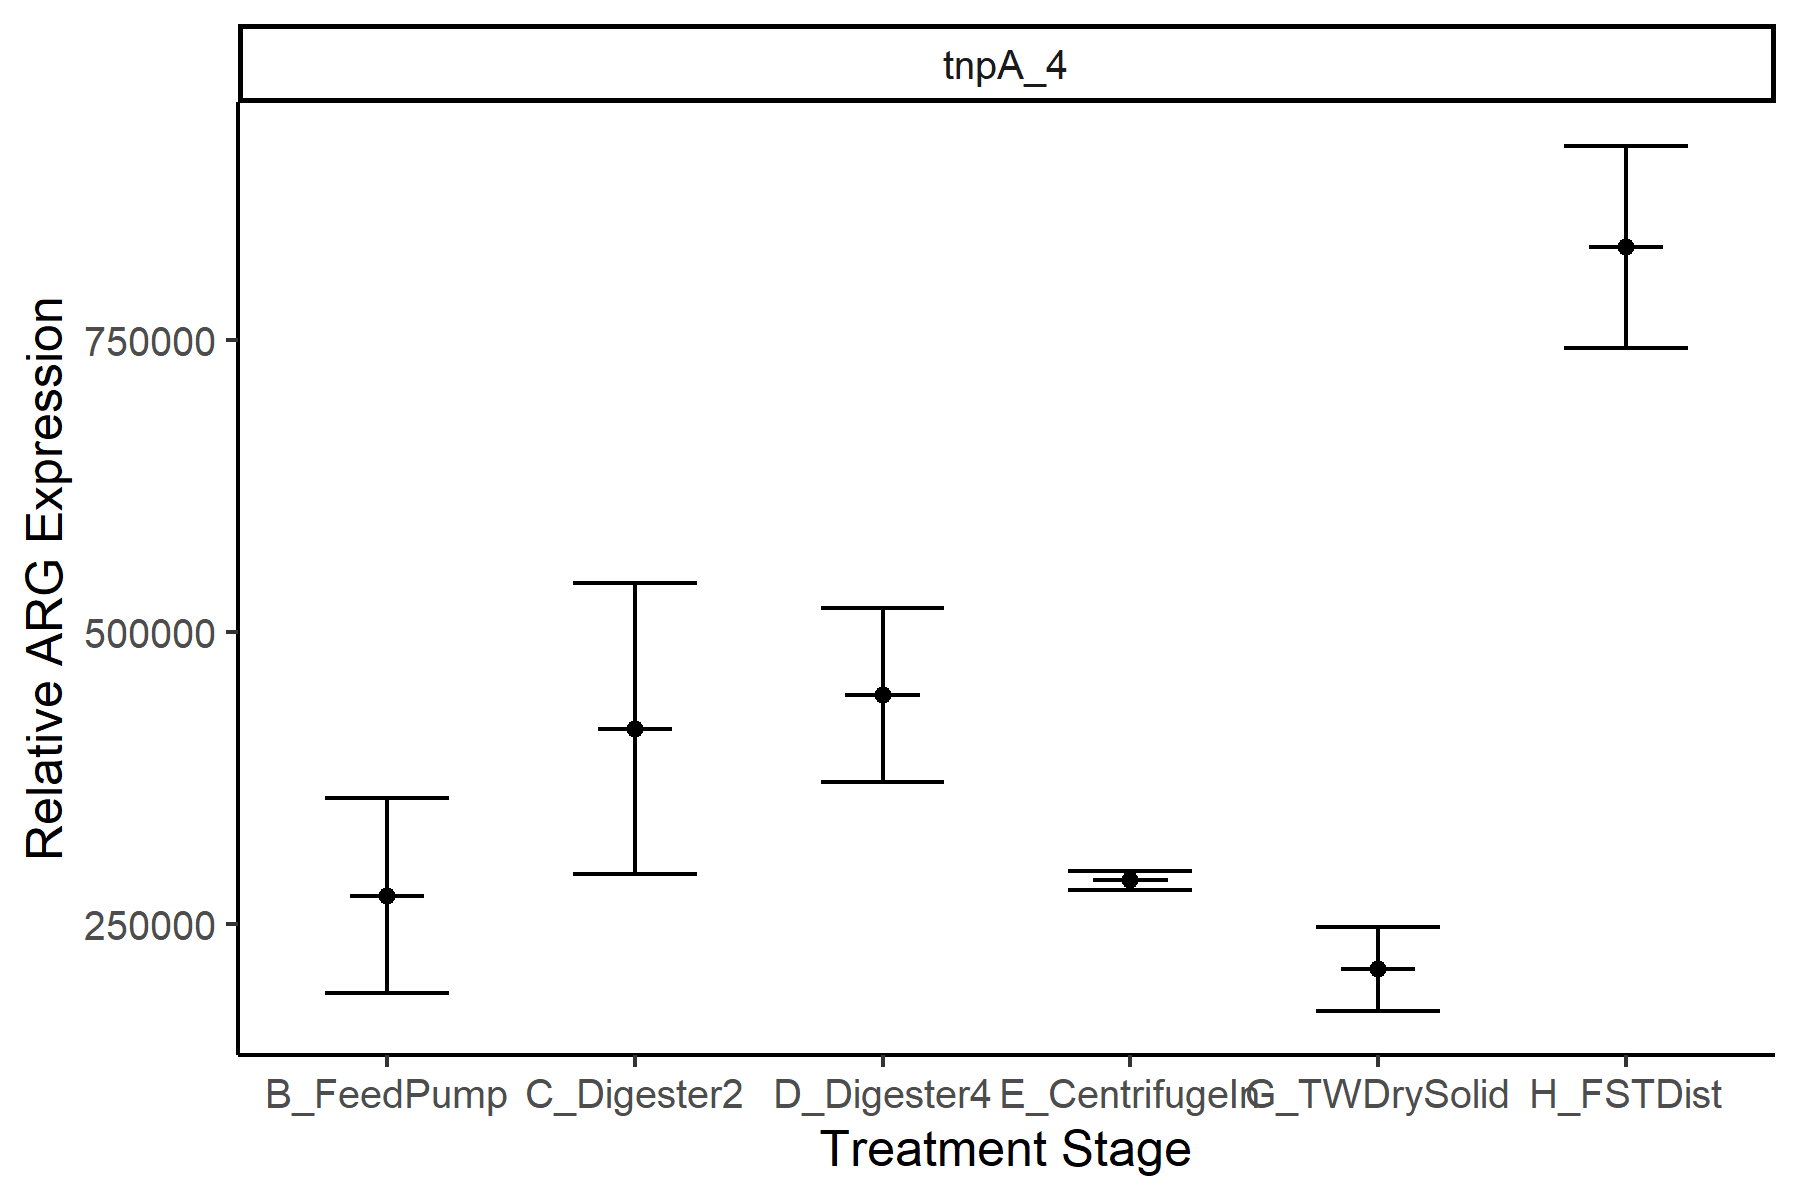 tnpA_4
Relative ARG Expression
750000
500000
250000
B_FeedPump C_Digester2 D_Digester4 E_CentrifugeIn G_TWDrySolid H_FSTDist
Treatment Stage